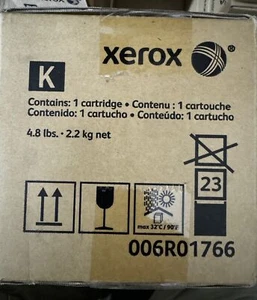 xerox
K
Contains: 1 cartridge • Contenu : 1 cartouche
Contenido: 1 cartucho • Conteúdo: 1 cartucho
4.8 lbs. · 2.2 kg net
23
max 32°C / 90°F
006R01766